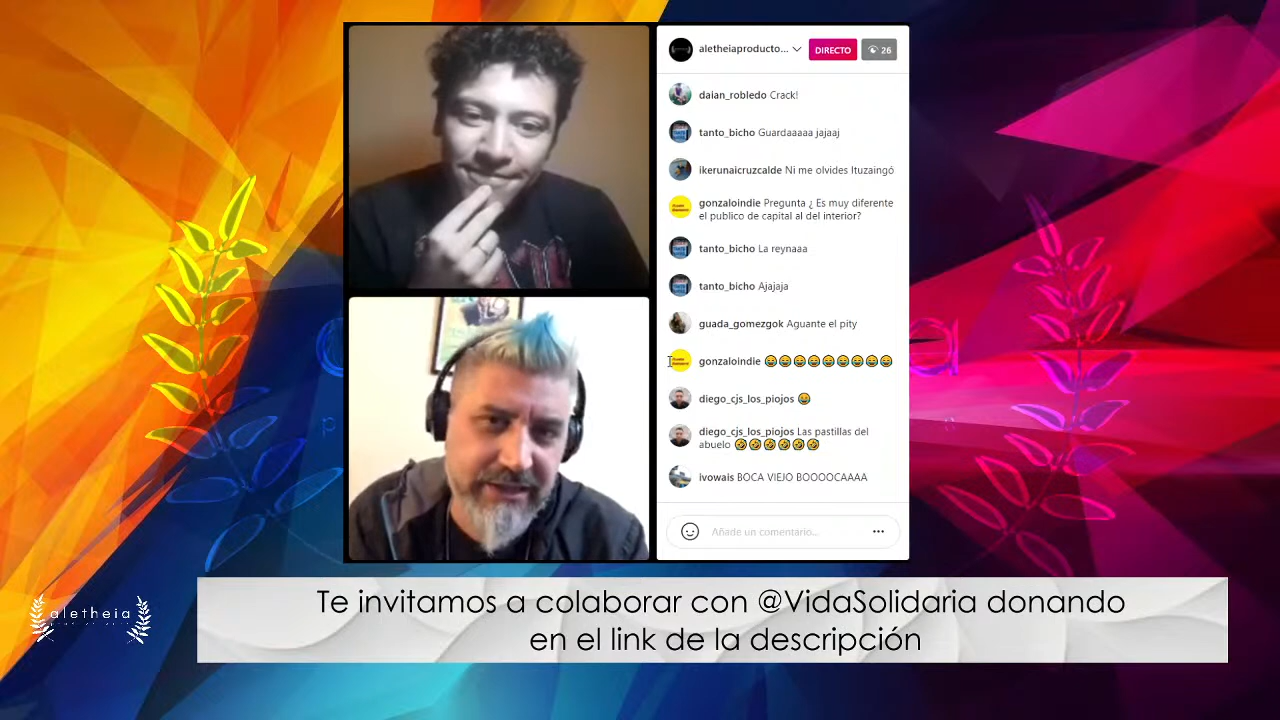 aletheiaproducto...
DIRECTO
26
daian_robledo Crack!
tanto_bicho Guardaaaaa jajaaj
ikerunaicruzcalde Ni me olvides Ituzaingó
gonzaloindie Pregunta ¿ Es muy diferente
el publico de capital al del interior?
tanto_bicho La reynaaa
tanto_bicho Ajajaja
guada_gomezgok Aguante el pity
gonzaloindie 😂😂😂😂😂😂😂😂😂
diego_cjs_los_piojos 😂
diego_cjs_los_piojos Las pastillas del
abuelo 🤣🤣🤣🤣🤣🤣
ivowais BOCA VIEJO BOOOOCAAAA
Añade un comentario...
aletheia
Te invitamos a colaborar con @VidaSolidaria donando
en el link de la descripción